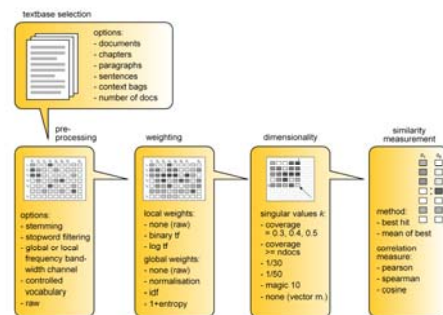 textbase selection
options:
- documents
- chapters
- paragraphs
- sentences
- context bags
- number of docs
pre-
processing
options:
- stemming
- stopword filtering
- global or local
frequency band-
width channel
- controlled
vocabulary
- raw
weighting
local weights:
- none (raw)
- binary tf
- log tf
global weights:
- none (raw)
- normalisation
- idf
- 1+entropy
dimensionality
singular values k:
- coverage
= 0.3, 0.4, 0.5
- coverage
>= ndocs
- 1/30
- 1/50
- magic 10
- none (vector m.)
similarity
measurement
method:
- best hit
- mean of best
correlation
measure:
- pearson
- spearman
- cosine